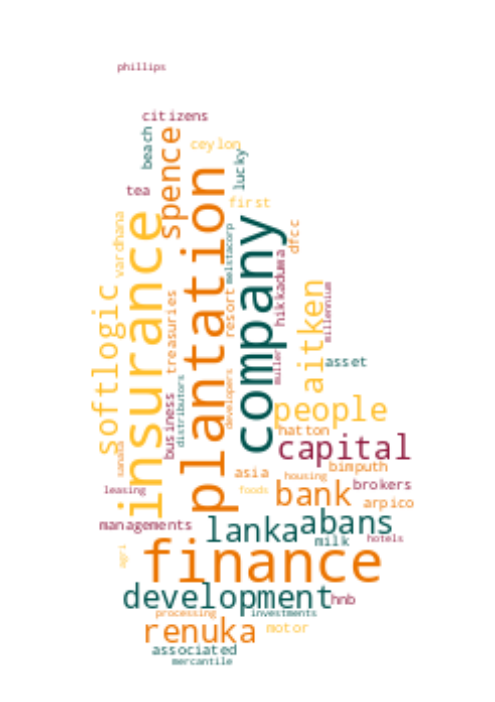 phillips
citizens
beach
spence
ceylon
lucky
tea
first
plantation
insurance
vardhana
company
melstacorp
dfcc
hikkaduma
millennium
aitken
softlogic
treasuries
resort
muller
asset
distributors
developers
business
people
hatton
capital
sanasa
asia
housing
bimputh
leasing
foods
bank
brokers
arpico
managements
lanka
abans
milk
hotels
agri
finance
development
hnb
processing
investments
renuka
motor
associated
mercantile